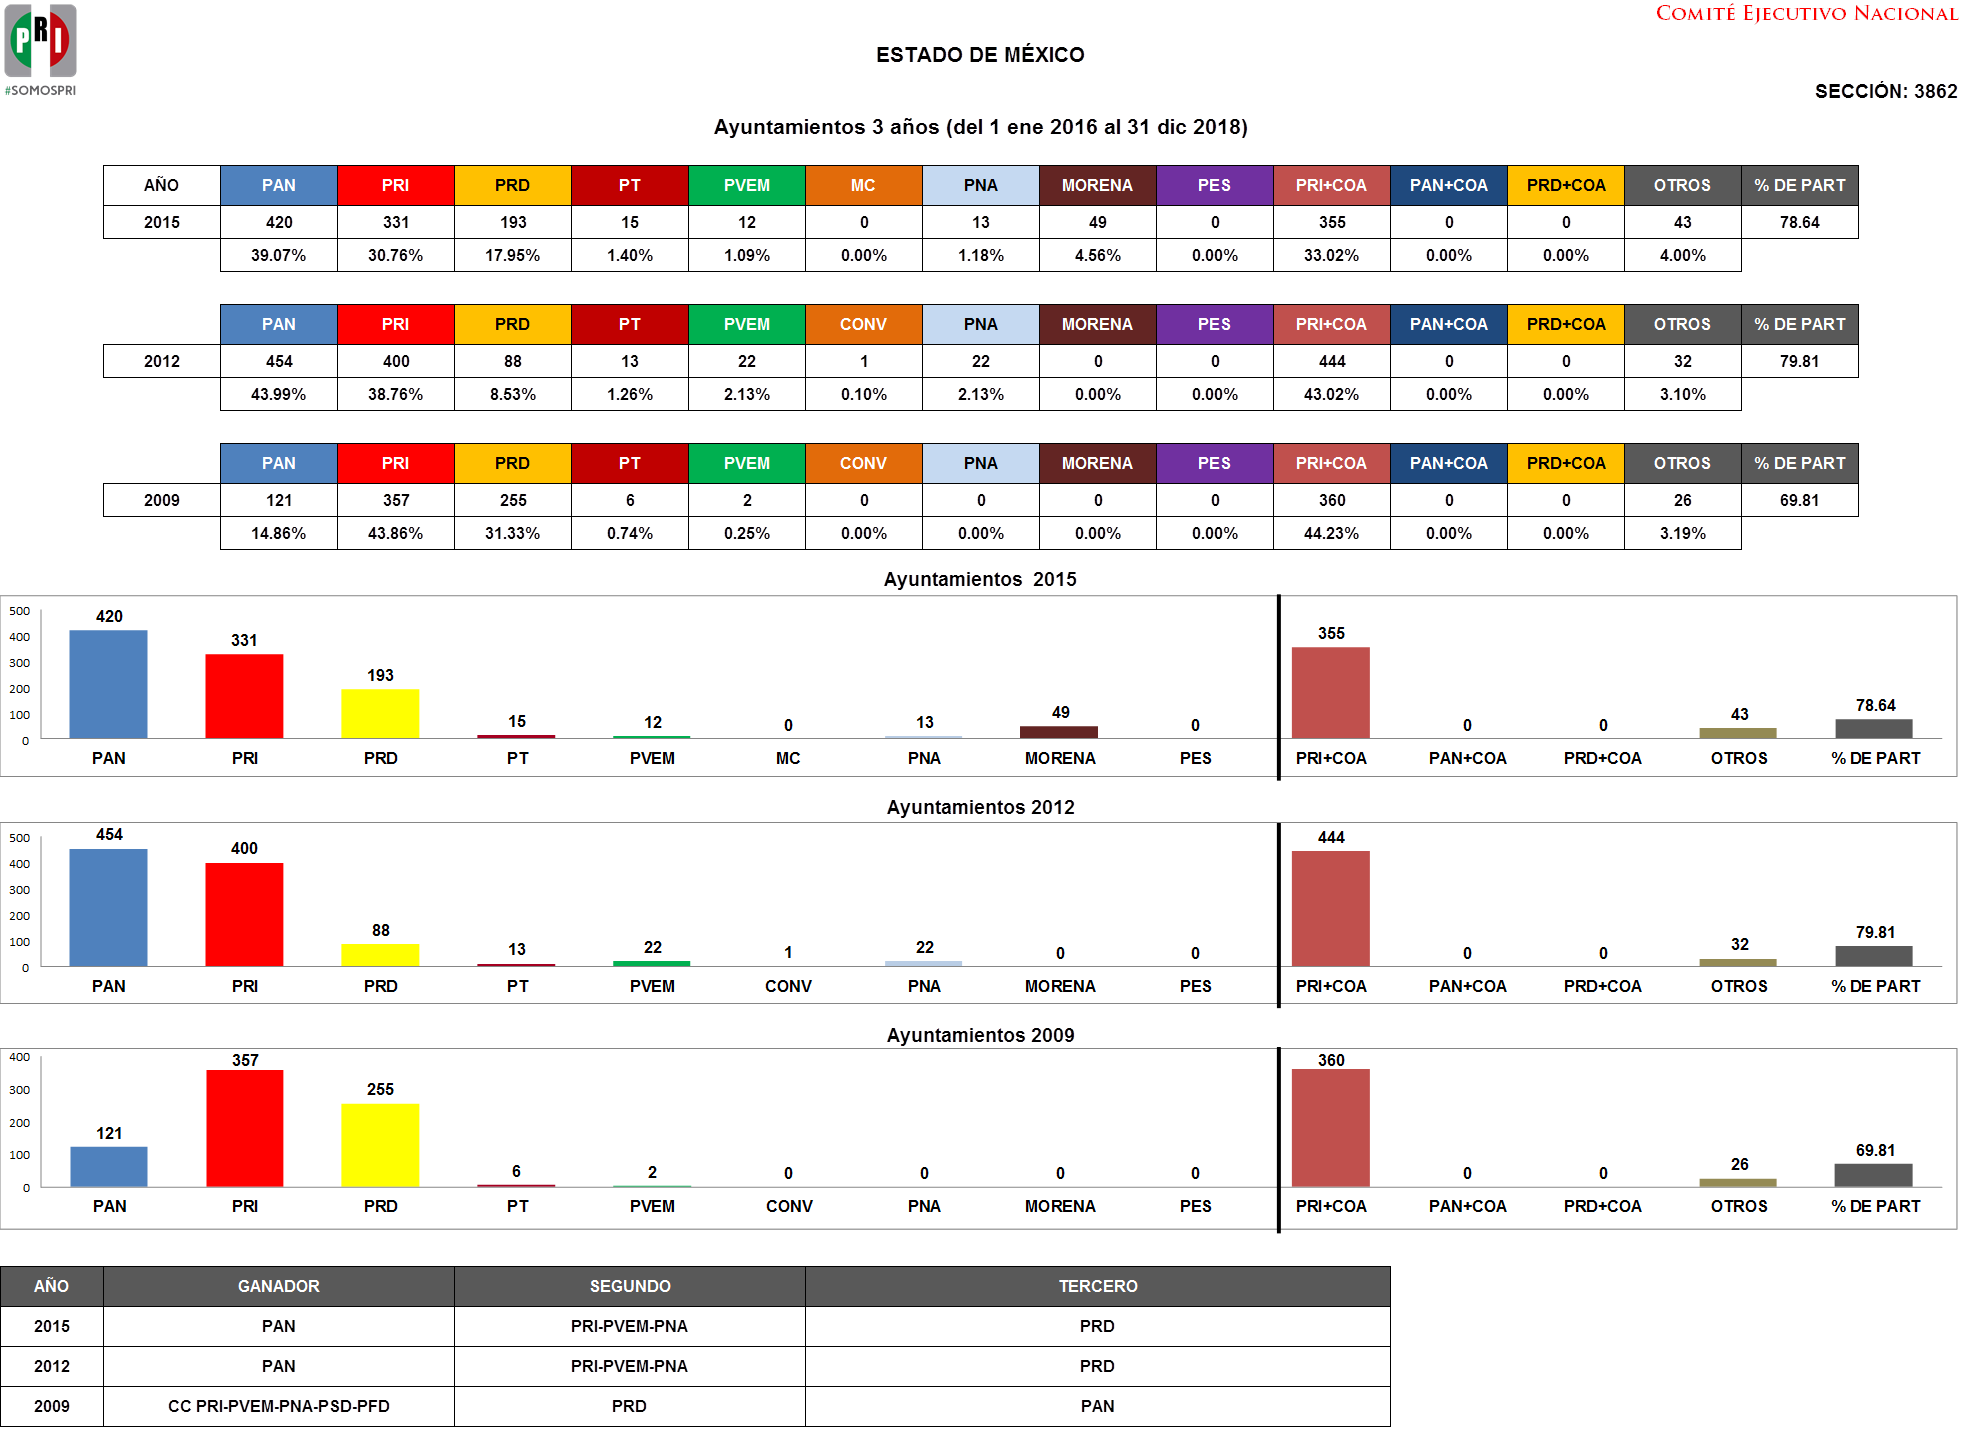 PRI
#SOMOSPRI
COMITÉ EJECUTIVO NACIONAL
ESTADO DE MÉXICO
SECCIÓN: 3862
Ayuntamientos 3 años (del 1 ene 2016 al 31 dic 2018)
AÑO PAN PRI PRD PT PVEM MC PNA MORENA PES PRI+COA PAN+COA PRD+COA OTROS % DE PART
2015 420 331 193 15 12 0 13 49 0 355 0 0 43 78.64
39.07% 30.76% 17.95% 1.40% 1.09% 0.00% 1.18% 4.56% 0.00% 33.02% 0.00% 0.00% 4.00%
PAN PRI PRD PT PVEM CONV PNA MORENA PES PRI+COA PAN+COA PRD+COA OTROS % DE PART
2012 454 400 88 13 22 1 22 0 0 444 0 0 32 79.81
43.99% 38.76% 8.53% 1.26% 2.13% 0.10% 2.13% 0.00% 0.00% 43.02% 0.00% 0.00% 3.10%
PAN PRI PRD PT PVEM CONV PNA MORENA PES PRI+COA PAN+COA PRD+COA OTROS % DE PART
2009 121 357 255 6 2 0 0 0 0 360 0 0 26 69.81
14.86% 43.86% 31.33% 0.74% 0.25% 0.00% 0.00% 0.00% 0.00% 44.23% 0.00% 0.00% 3.19%
Ayuntamientos 2015
500
400
300
200
100
0
420 331 193 15 12 0 13 49 0 355 0 0 43 78.64
PAN PRI PRD PT PVEM MC PNA MORENA PES PRI+COA PAN+COA PRD+COA OTROS % DE PART
Ayuntamientos 2012
500
400
300
200
100
0
454 400 88 13 22 1 22 0 0 444 0 0 32 79.81
PAN PRI PRD PT PVEM CONV PNA MORENA PES PRI+COA PAN+COA PRD+COA OTROS % DE PART
Ayuntamientos 2009
400
300
200
100
0
121 357 255 6 2 0 0 0 0 360 0 0 26 69.81
PAN PRI PRD PT PVEM CONV PNA MORENA PES PRI+COA PAN+COA PRD+COA OTROS % DE PART
AÑO GANADOR SEGUNDO TERCERO
2015 PAN PRI-PVEM-PNA PRD
2012 PAN PRI-PVEM-PNA PRD
2009 CC PRI-PVEM-PNA-PSD-PFD PRD PAN